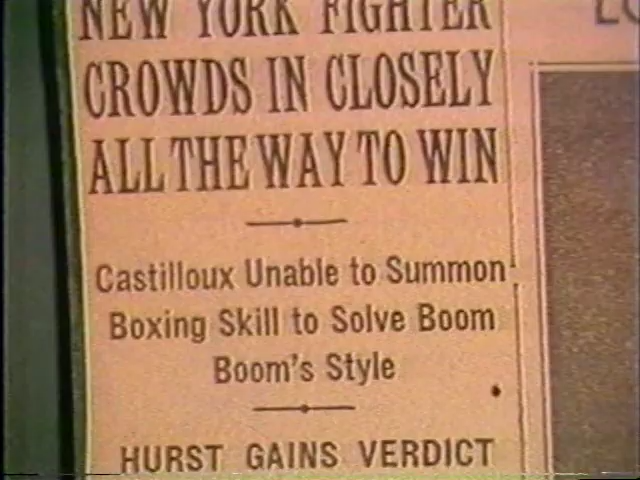 NEW YORK FIGHTER
CROWDS IN CLOSELY
ALL THE WAY TO WIN
Castilloux Unable to Summon
Boxing Skill to Solve Boom
Boom's Style
HURST GAINS VERDICT